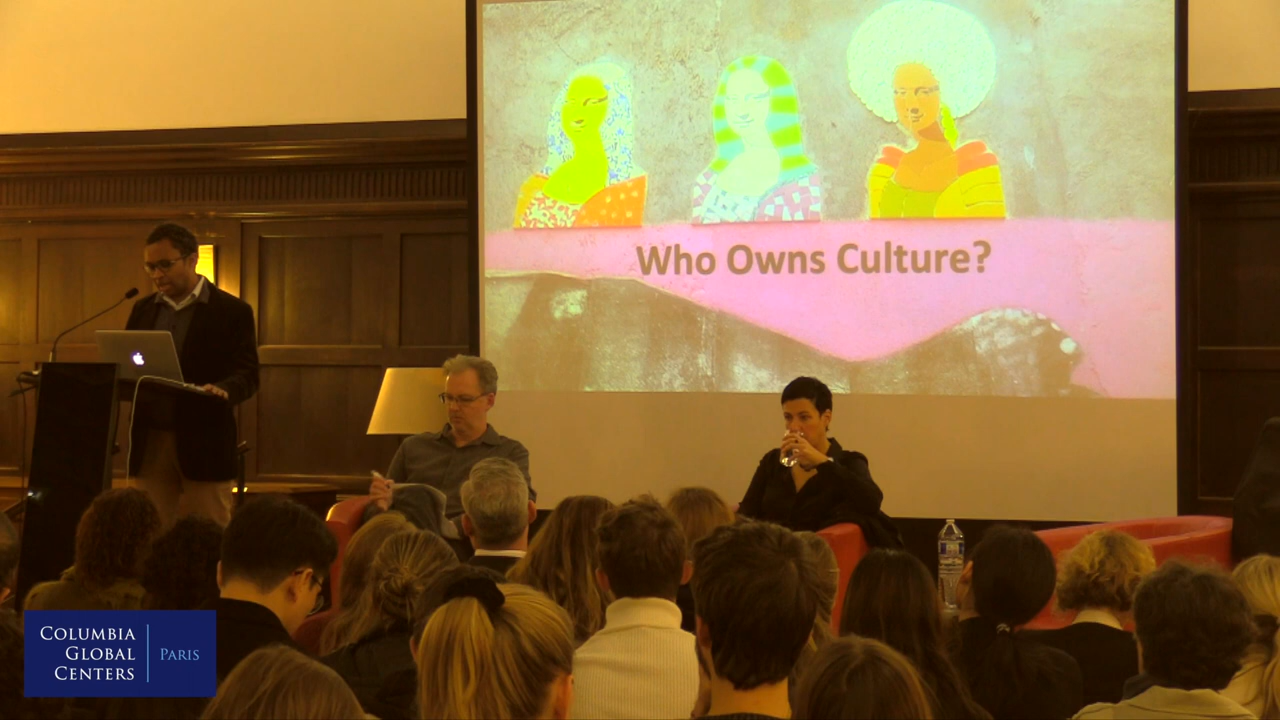 Who Owns Culture?
COLUMBIA
GLOBAL
CENTERS
PARIS